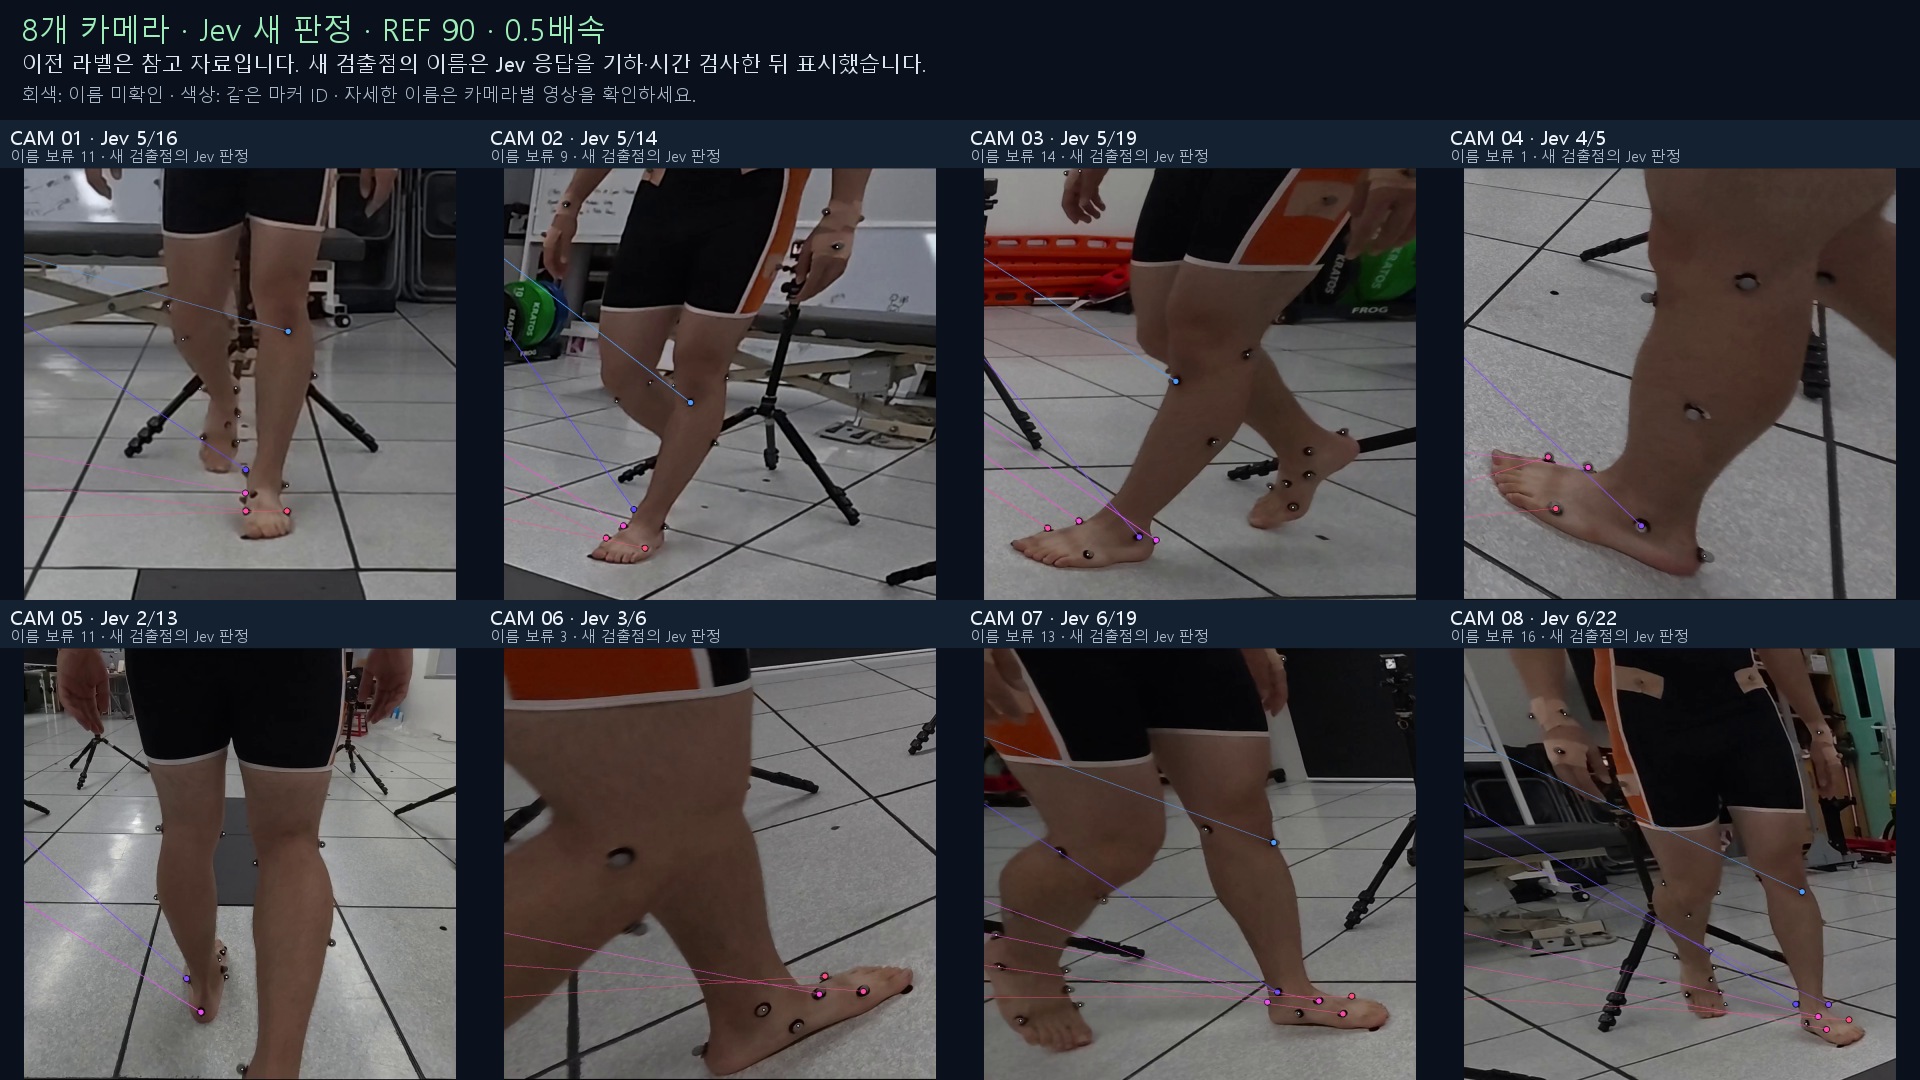 8개 카메라 · Jev 새 판정 · REF 90 · 0.5배속
이전 라벨은 참고 자료입니다. 새 검출점의 이름은 Jev 응답을 기하·시간 검사한 뒤 표시했습니다.
회색: 이름 미확인 · 색상: 같은 마커 ID · 자세한 이름은 카메라별 영상을 확인하세요.
CAM 01 · Jev 5/16
이름 보류 11 · 새 검출점의 Jev 판정
CAM 02 · Jev 5/14
이름 보류 9 · 새 검출점의 Jev 판정
CAM 03 · Jev 5/19
이름 보류 14 · 새 검출점의 Jev 판정
CAM 04 · Jev 4/5
이름 보류 1 · 새 검출점의 Jev 판정
KRATOS
KRATOS
KRATOS
FROG
CAM 05 · Jev 2/13
이름 보류 11 · 새 검출점의 Jev 판정
CAM 06 · Jev 3/6
이름 보류 3 · 새 검출점의 Jev 판정
CAM 07 · Jev 6/19
이름 보류 13 · 새 검출점의 Jev 판정
CAM 08 · Jev 6/22
이름 보류 16 · 새 검출점의 Jev 판정